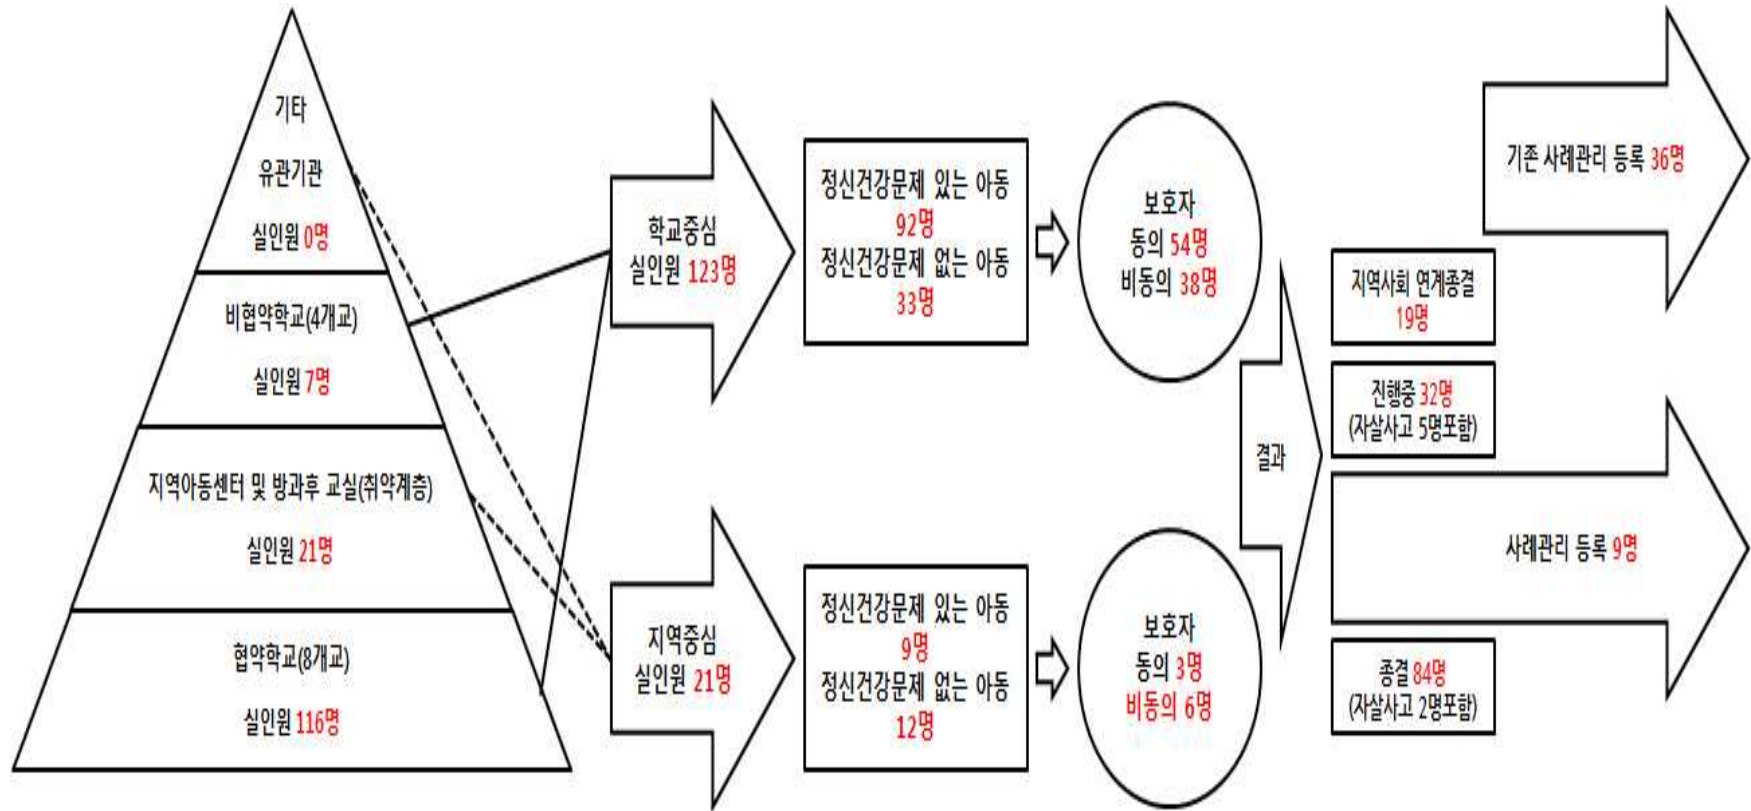 기타
유관기관
실인원 0명
비협약학교(4개교)
실인원 7명
지역아동센터 및 방과후 교실(취약계층)
실인원 21명
협약학교(8개교)
실인원 116명
학교중심
실인원 123명
지역중심
실인원 21명
정신건강문제 있는 아동
92명
정신건강문제 없는 아동
33명
정신건강문제 있는 아동
9명
정신건강문제 없는 아동
12명
보호자
동의 54명
비동의 38명
보호자
동의 3명
비동의 6명
결과
기존 사례관리 등록 36명
지역사회 연계종결
19명
진행중 32명
(자살사고 5명포함)
사례관리 등록 9명
종결 84명
(자살사고 2명포함)